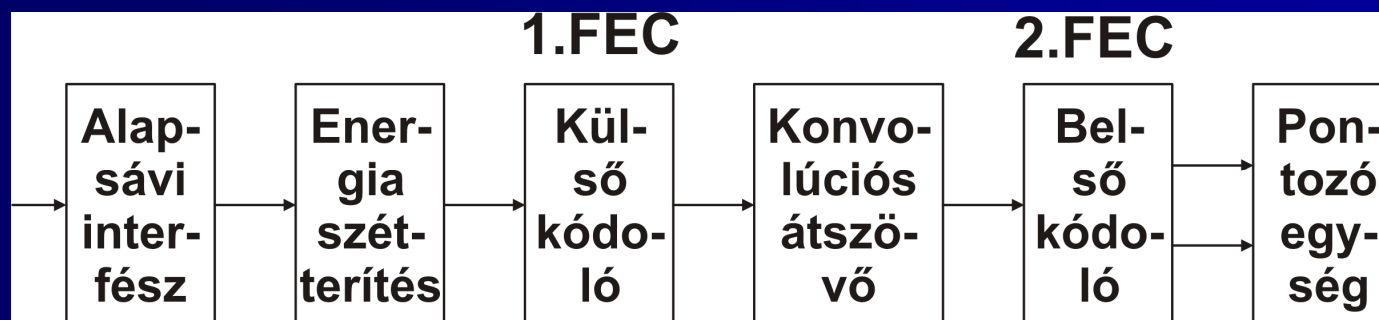 1.FEC
2.FEC
Alap-
sávi
inter-
fész
Ener-
gia
szét-
terítés
Kül-
ső
kódo-
ló
Konvo-
lúciós
átszö-
vő
Bel-
ső
kódo-
ló
Pon-
tozó
egy-
ség